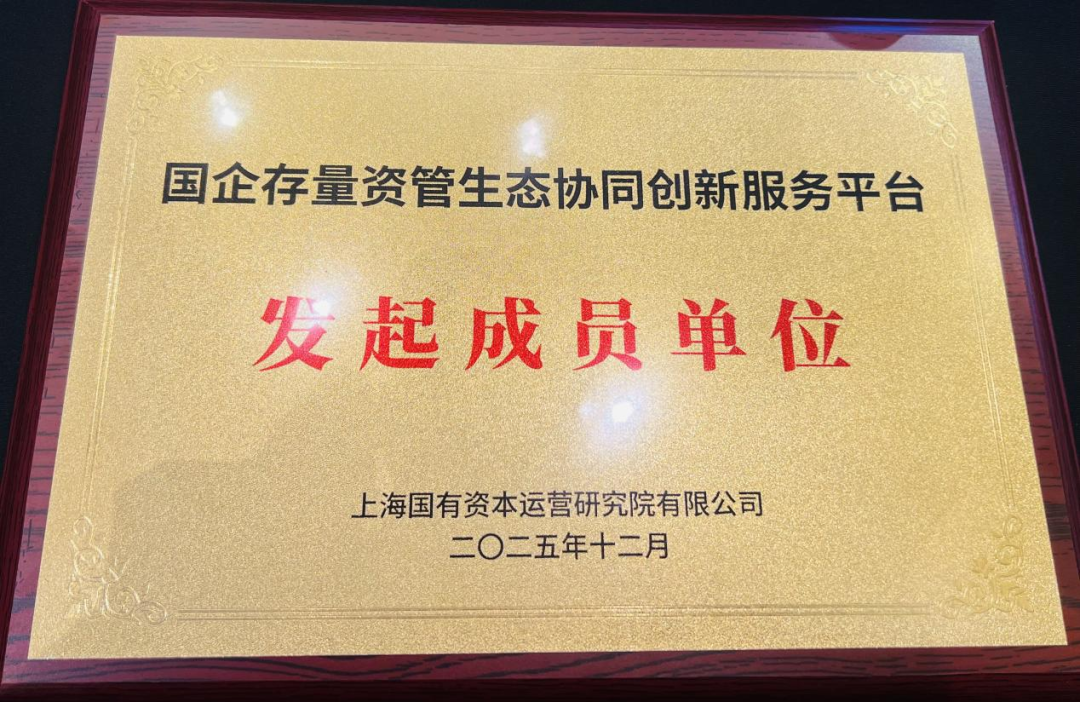 国企存量资管生态协同创新服务平台
发起成员单位
上海国有资本运营研究院有限公司
二〇二五年十二月